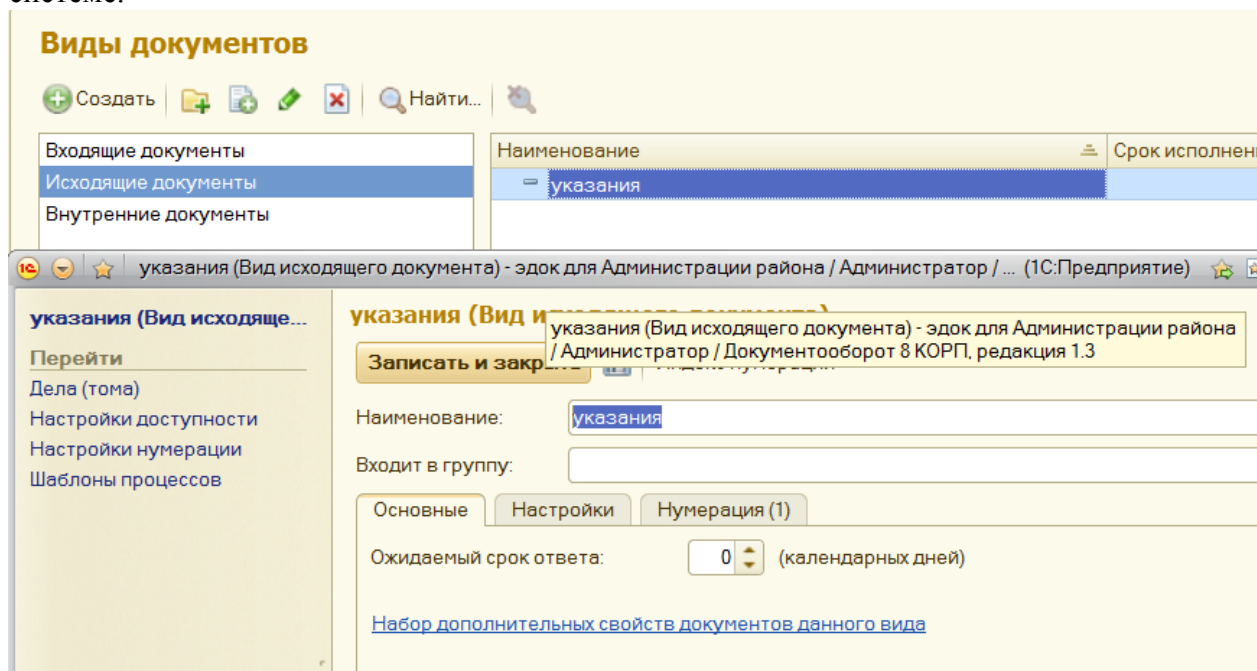 Виды документов
Создать Найти...
Входящие документы
Исходящие документы
Внутренние документы
Наименование Срок исполнен
указания
указания (Вид исходящего документа) - эдок для Администрации района / Администратор / ... (1С:Предприятие)
указания (Вид исходяще...
Перейти
Дела (тома)
Настройки доступности
Настройки нумерации
Шаблоны процессов
указания (Вид
указания (Вид исходящего документа) - эдок для Администрации района
/ Администратор / Документооборот 8 КОРП, редакция 1.3
Записать и закр
Наименование: указания
Входит в группу:
Основные Настройки Нумерация (1)
Ожидаемый срок ответа: 0 (календарных дней)
Набор дополнительных свойств документов данного вида